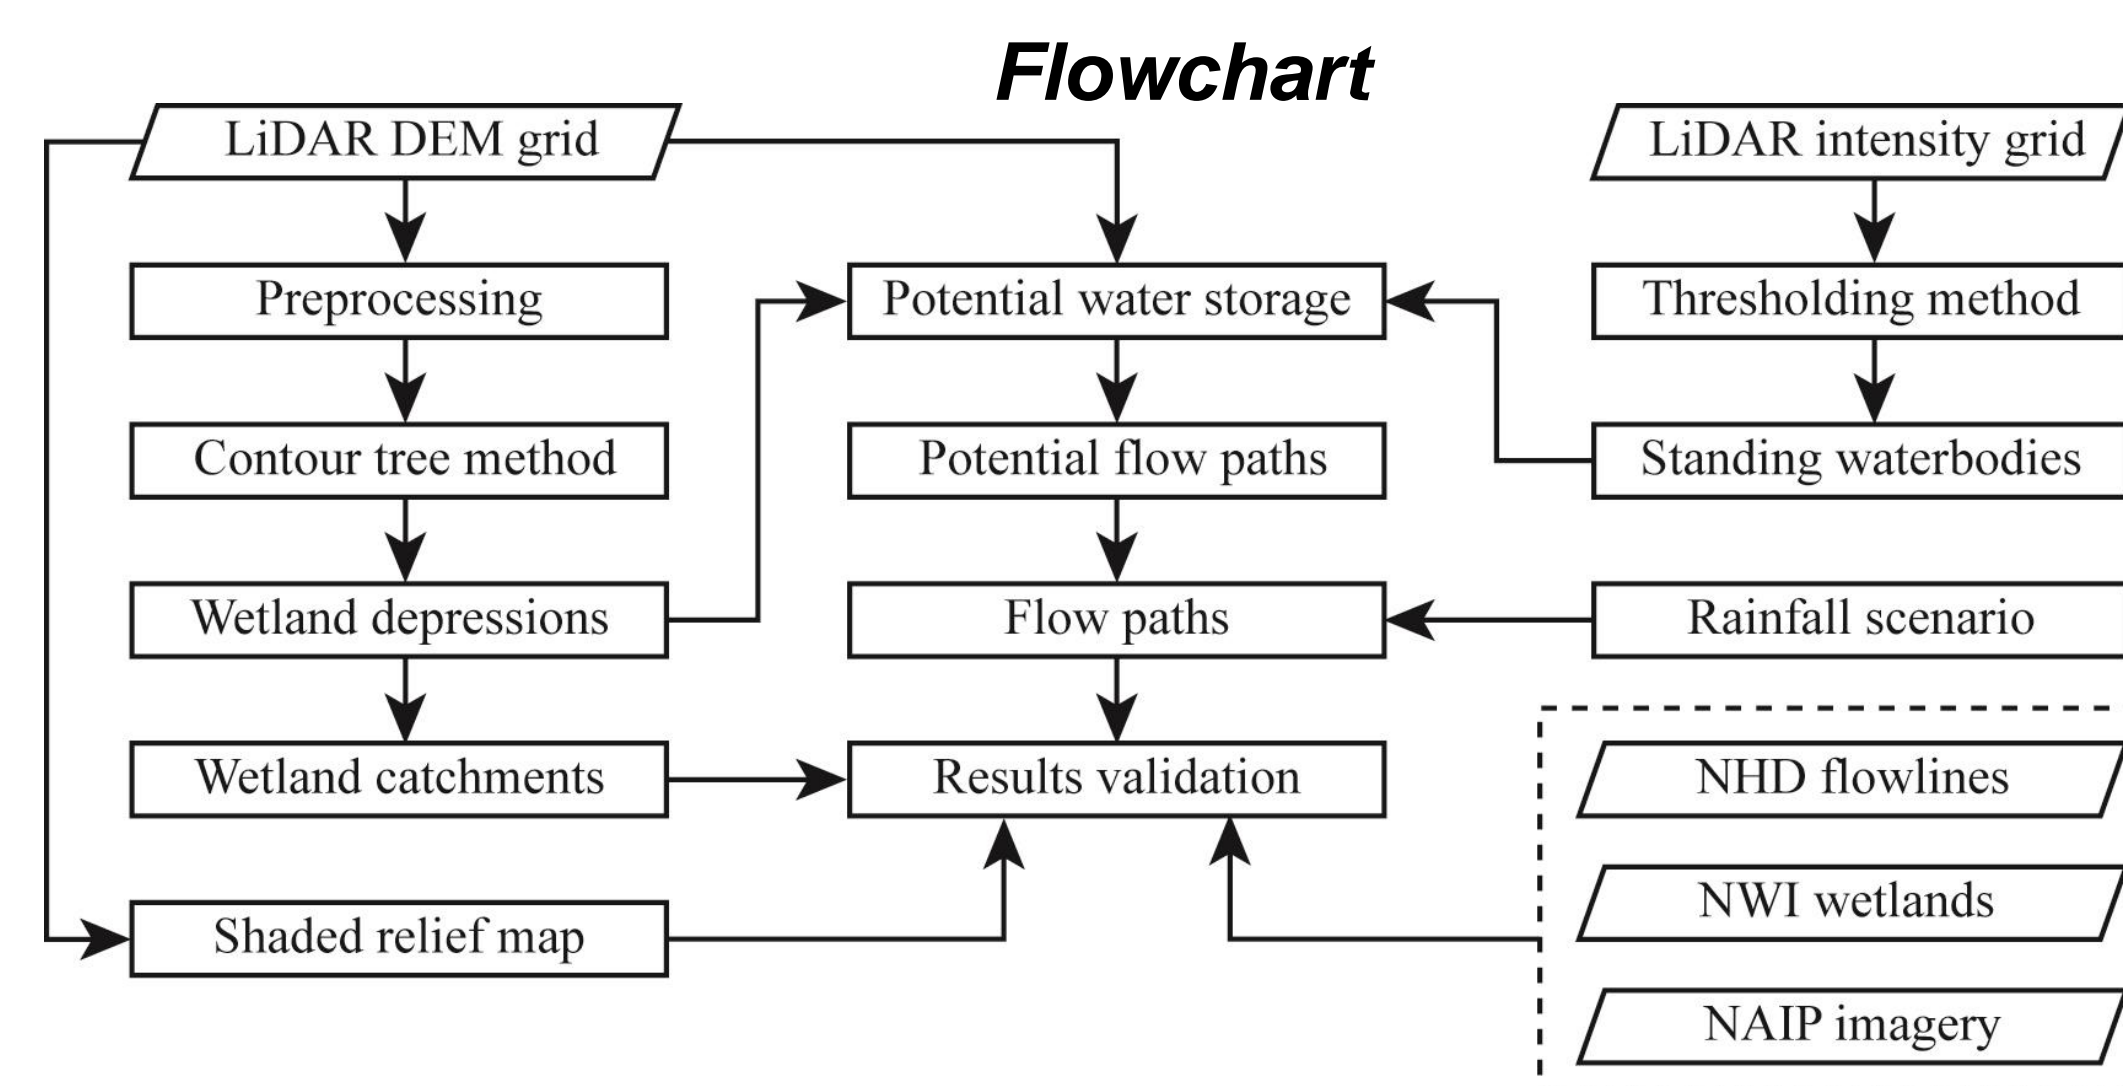 Flowchart
LiDAR DEM grid
LiDAR intensity grid
Preprocessing
Potential water storage
Thresholding method
Contour tree method
Potential flow paths
Standing waterbodies
Wetland depressions
Flow paths
Rainfall scenario
Wetland catchments
Results validation
NHD flowlines
NWI wetlands
Shaded relief map
NAIP imagery